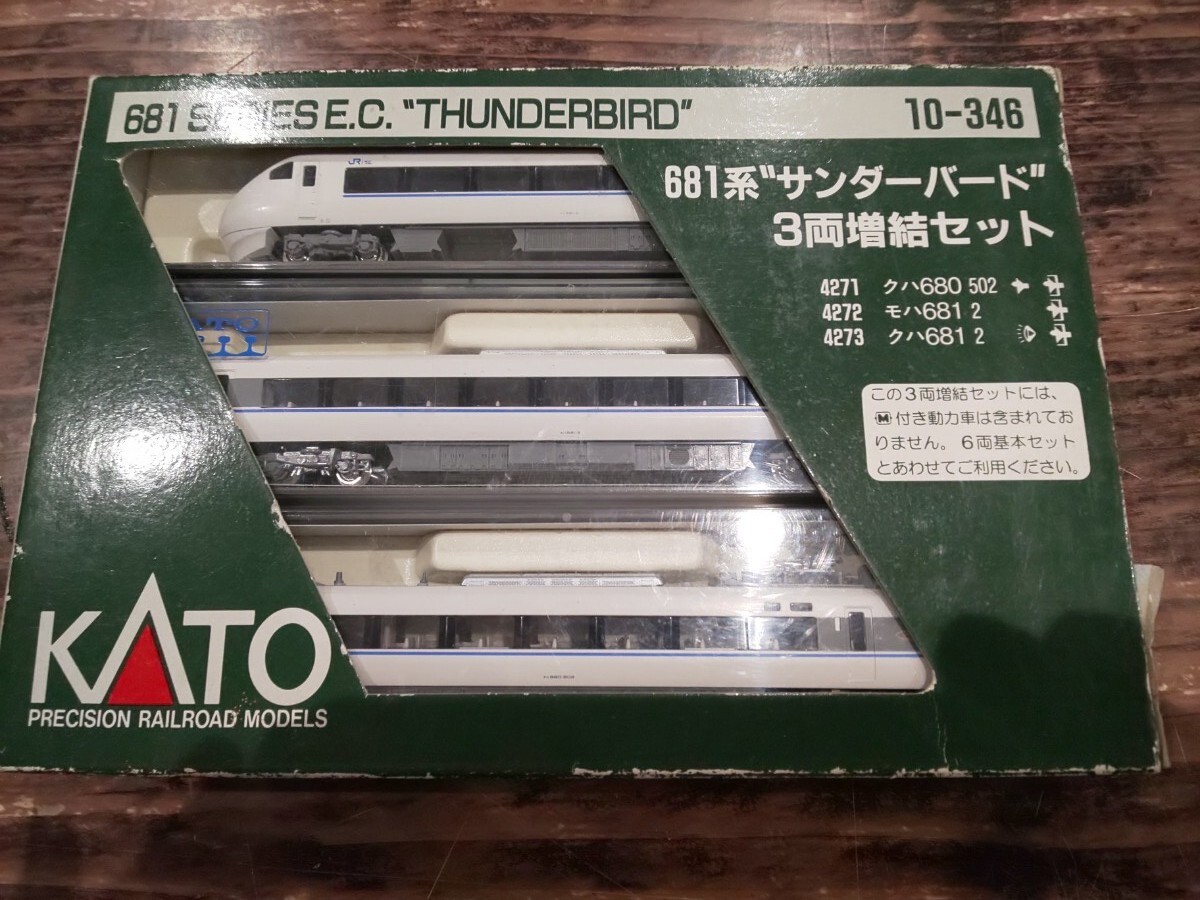 681 SERIES E.C. "THUNDERBIRD"
10-346
681系"サンダーバード"
3両増結セット
4271 クハ680 502
4272 モハ681 2
4273 クハ681 2
この3両増結セットには、
M付き動力車は含まれてお
りません。6両基本セット
とあわせてご利用ください。
JR
KATO
KATO
PRECISION RAILROAD MODELS